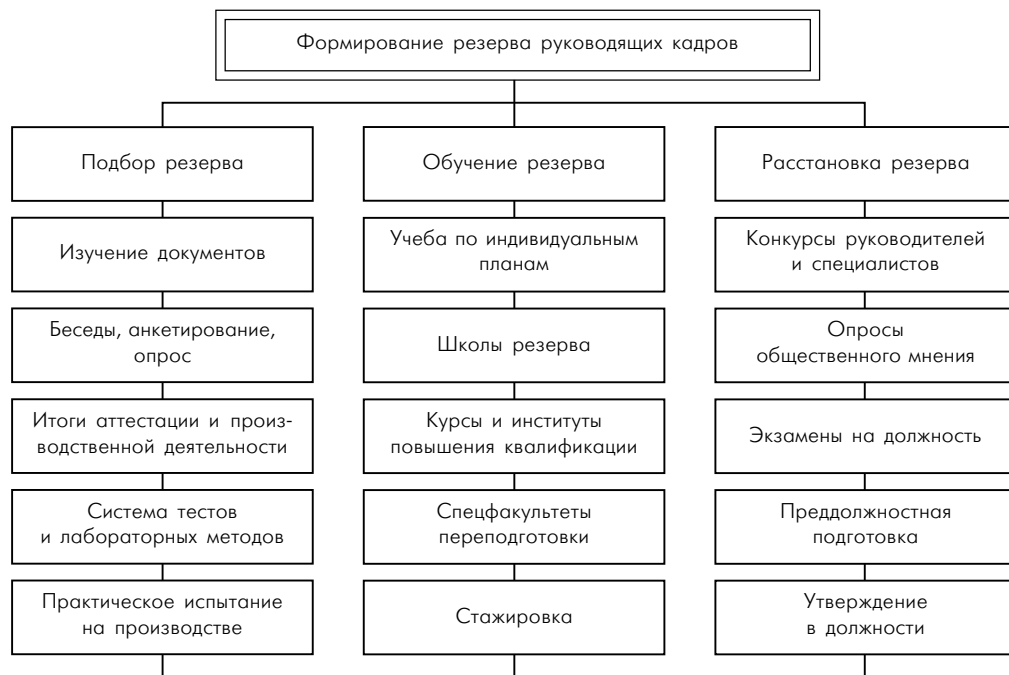 Формирование резерва руководящих кадров
Подбор резерва
Изучение документов
Беседы, анкетирование,
опрос
Итоги аттестации и произ-
водственной деятельности
Система тестов
и лабораторных методов
Практическое испытание
на производстве
Обучение резерва
Учеба по индивидуальным
планам
Школы резерва
Курсы и институты
повышения квалификации
Спецфакультеты
переподготовки
Стажировка
Расстановка резерва
Конкурсы руководителей
и специалистов
Опросы
общественного мнения
Экзамены на должность
Преддолжностная
подготовка
Утверждение
в должности